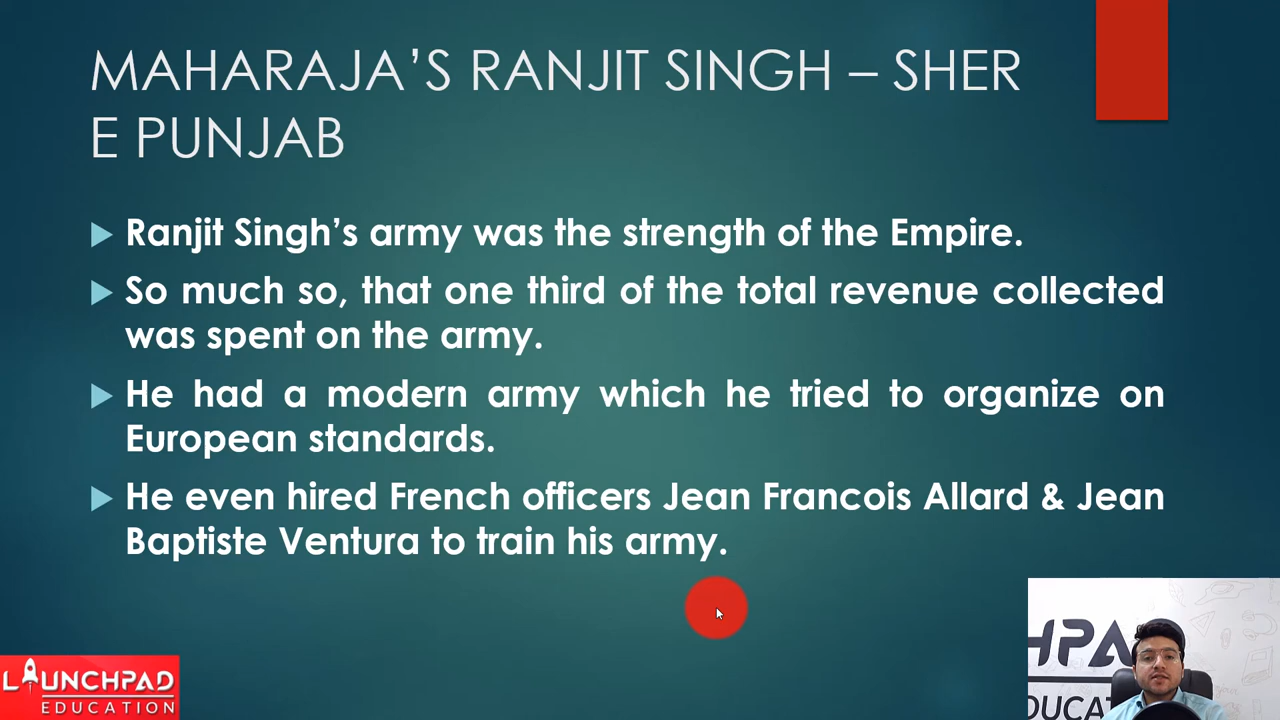 MAHARAJA’S RANJIT SINGH – SHER
E PUNJAB
Ranjit Singh’s army was the strength of the Empire.
So much so, that one third of the total revenue collected
was spent on the army.
He had a modern army which he tried to organize on
European standards.
He even hired French officers Jean Francois Allard & Jean
Baptiste Ventura to train his army.
LAUNCHPAD
EDUCATION
HPA
DUCAT